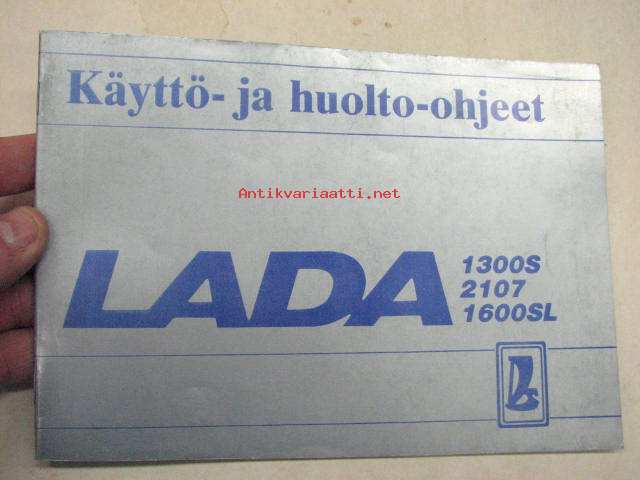 Käyttö- ja huolto-ohjeet
Antikvariaatti.net
LADA
1300S
2107
1600SL